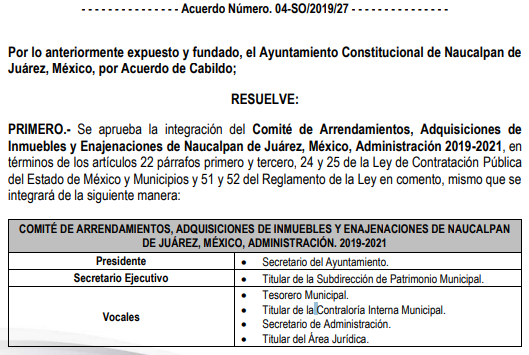 - - - - - - - - - - - - - - - Acuerdo Número. 04-SO/2019/27 - - - - - - - - - - - - - - -
Por lo anteriormente expuesto y fundado, el Ayuntamiento Constitucional de Naucalpan de
Juárez, México, por Acuerdo de Cabildo;
RESUELVE:
PRIMERO.- Se aprueba la integración del Comité de Arrendamientos, Adquisiciones de
Inmuebles y Enajenaciones de Naucalpan de Juárez, México, Administración 2019-2021, en
términos de los artículos 22 párrafos primero y tercero, 24 y 25 de la Ley de Contratación Pública
del Estado de México y Municipios y 51 y 52 del Reglamento de la Ley en comento, mismo que se
integrará de la siguiente manera:
COMITÉ DE ARRENDAMIENTOS, ADQUISICIONES DE INMUEBLES Y ENAJENACIONES DE NAUCALPAN
DE JUÁREZ, MÉXICO, ADMINISTRACIÓN. 2019-2021
Presidente • Secretario del Ayuntamiento.
Secretario Ejecutivo • Titular de la Subdirección de Patrimonio Municipal.
Vocales • Tesorero Municipal.
• Titular de la Contraloría Interna Municipal.
• Secretario de Administración.
• Titular del Área Jurídica.